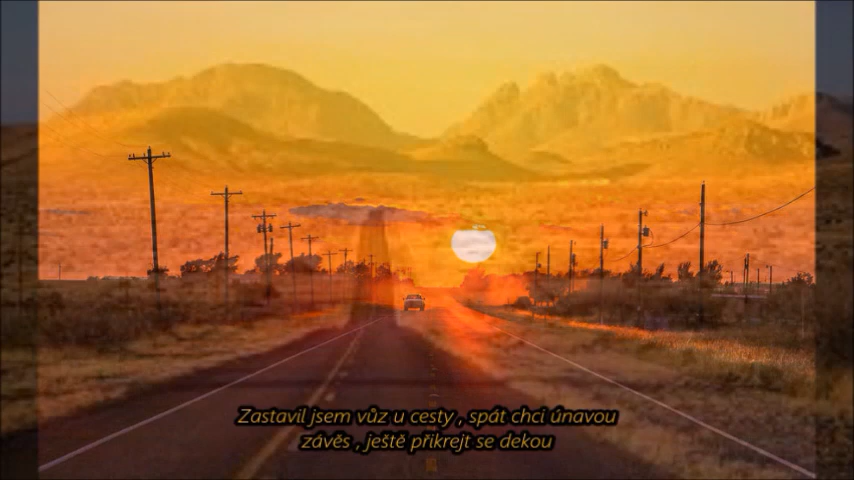 Zastavil jsem vůz u cesty , spát chci únavou
závěs , ještě přikrejt se dekou